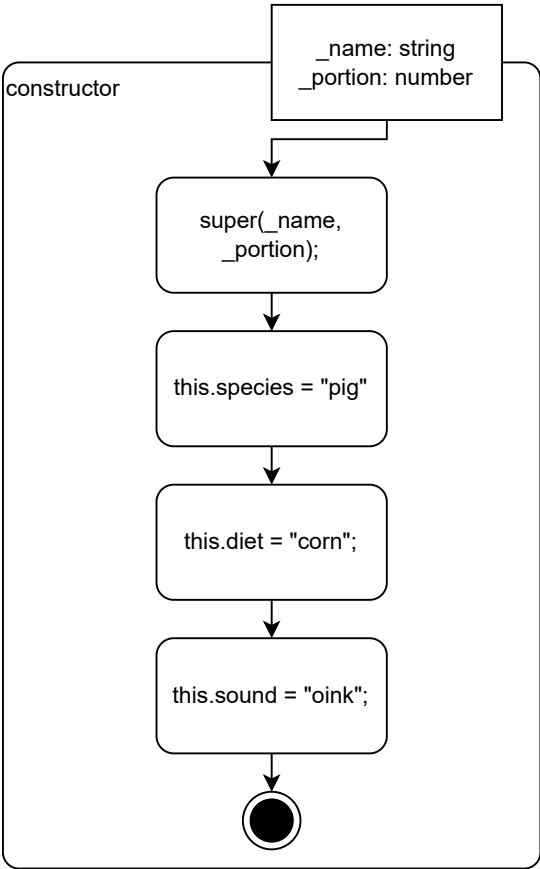 _name: string
_portion: number
constructor
super(_name,
_portion);
this.species = "pig"
this.diet = "corn";
this.sound = "oink";